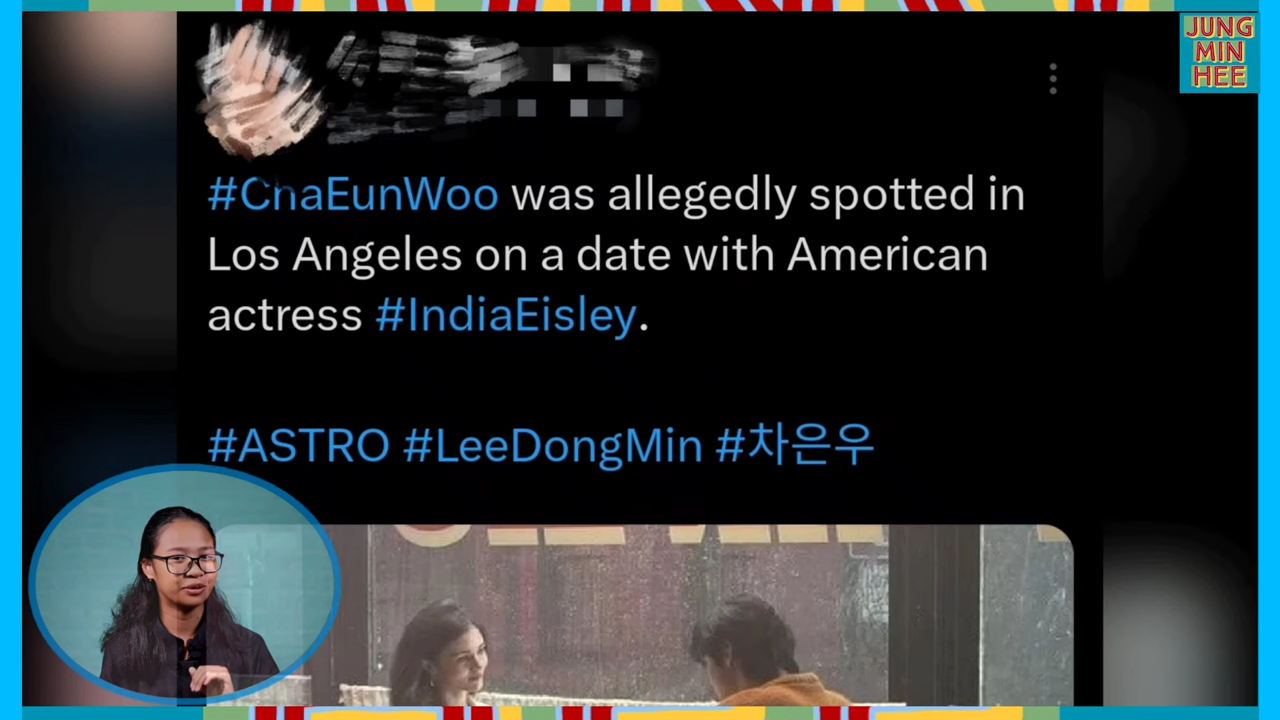 JUNG
MIN
HEE
#ChaEunWoo was allegedly spotted in
Los Angeles on a date with American
actress #IndiaEisley.
#ASTRO #LeeDongMin #차은우